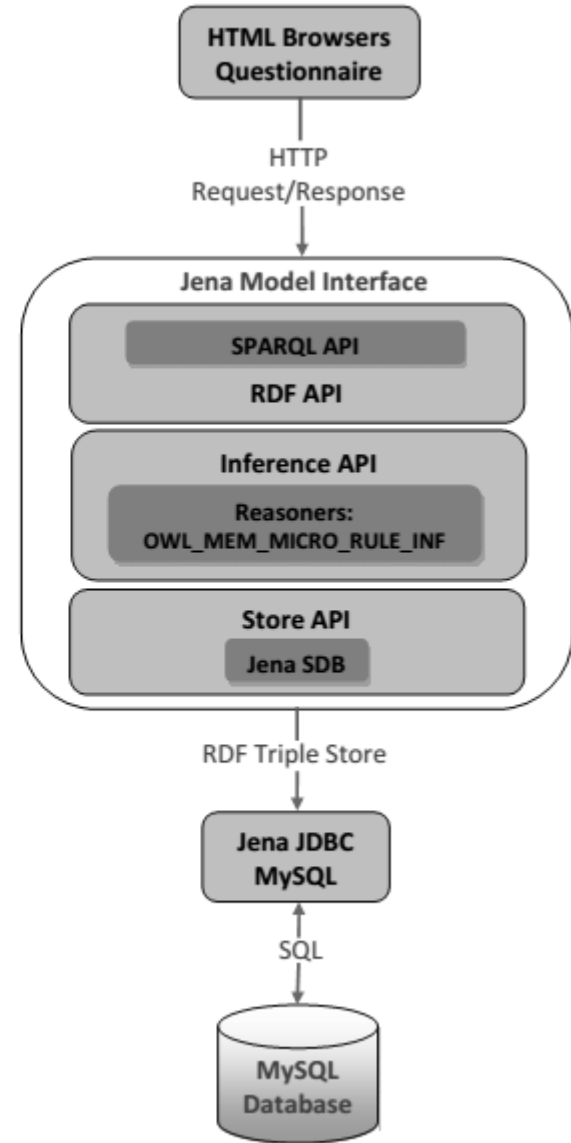 HTML Browsers
Questionnaire
HTTP
Request/Response
Jena Model Interface
SPARQL API
RDF API
Inference API
Reasoners:
OWL_MEM_MICRO_RULE_INF
Store API
Jena SDB
RDF Triple Store
Jena JDBC
MySQL
SQL
MySQL
Database